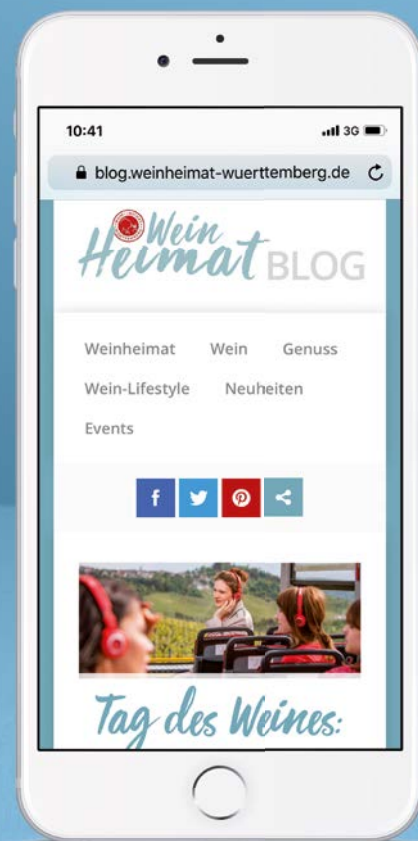 10:41 3G
blog.weinheimat-wuerttemberg.de
Wein
Heimat BLOG
Weinheimat Wein Genuss
Wein-Lifestyle Neuheiten
Events
Tag des Weines: